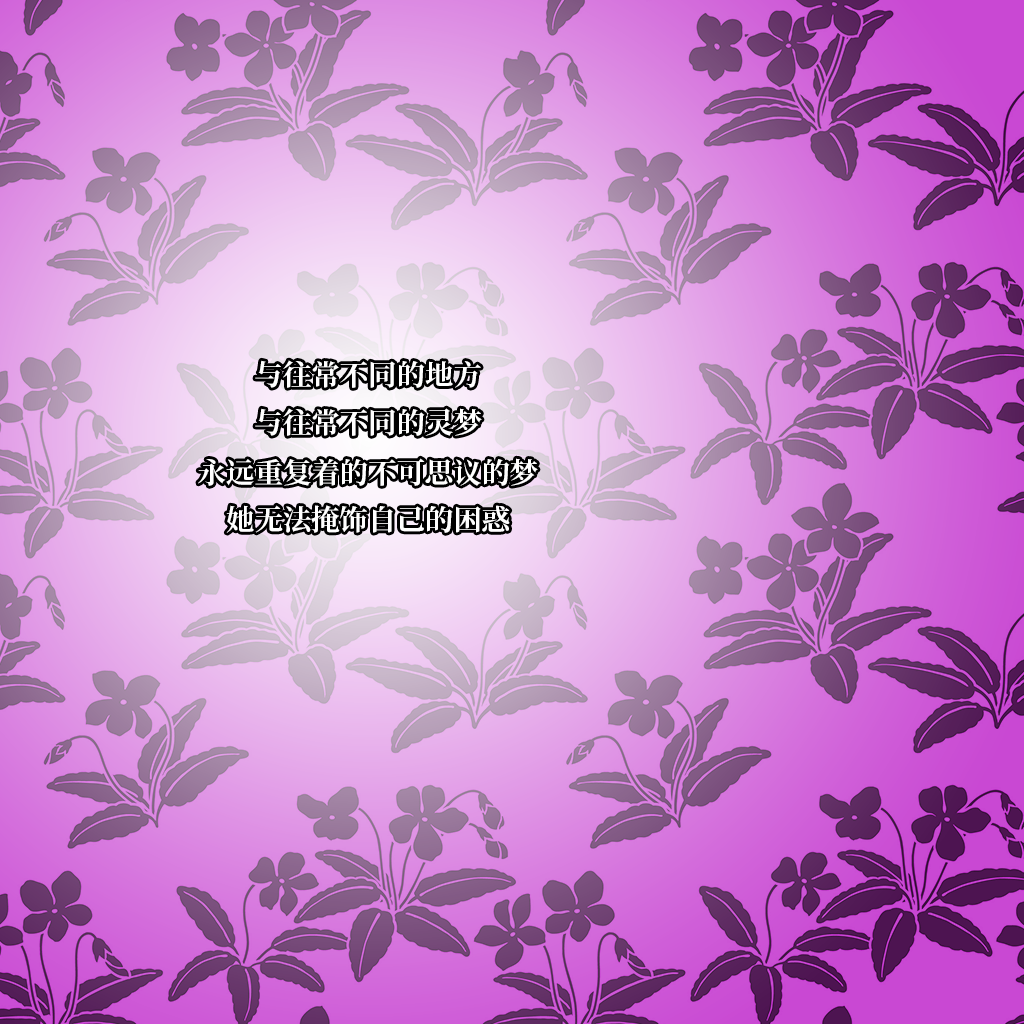 与往常不同的地方
与往常不同的灵梦
永远重复着的不可思议的梦
她无法掩饰自己的困惑